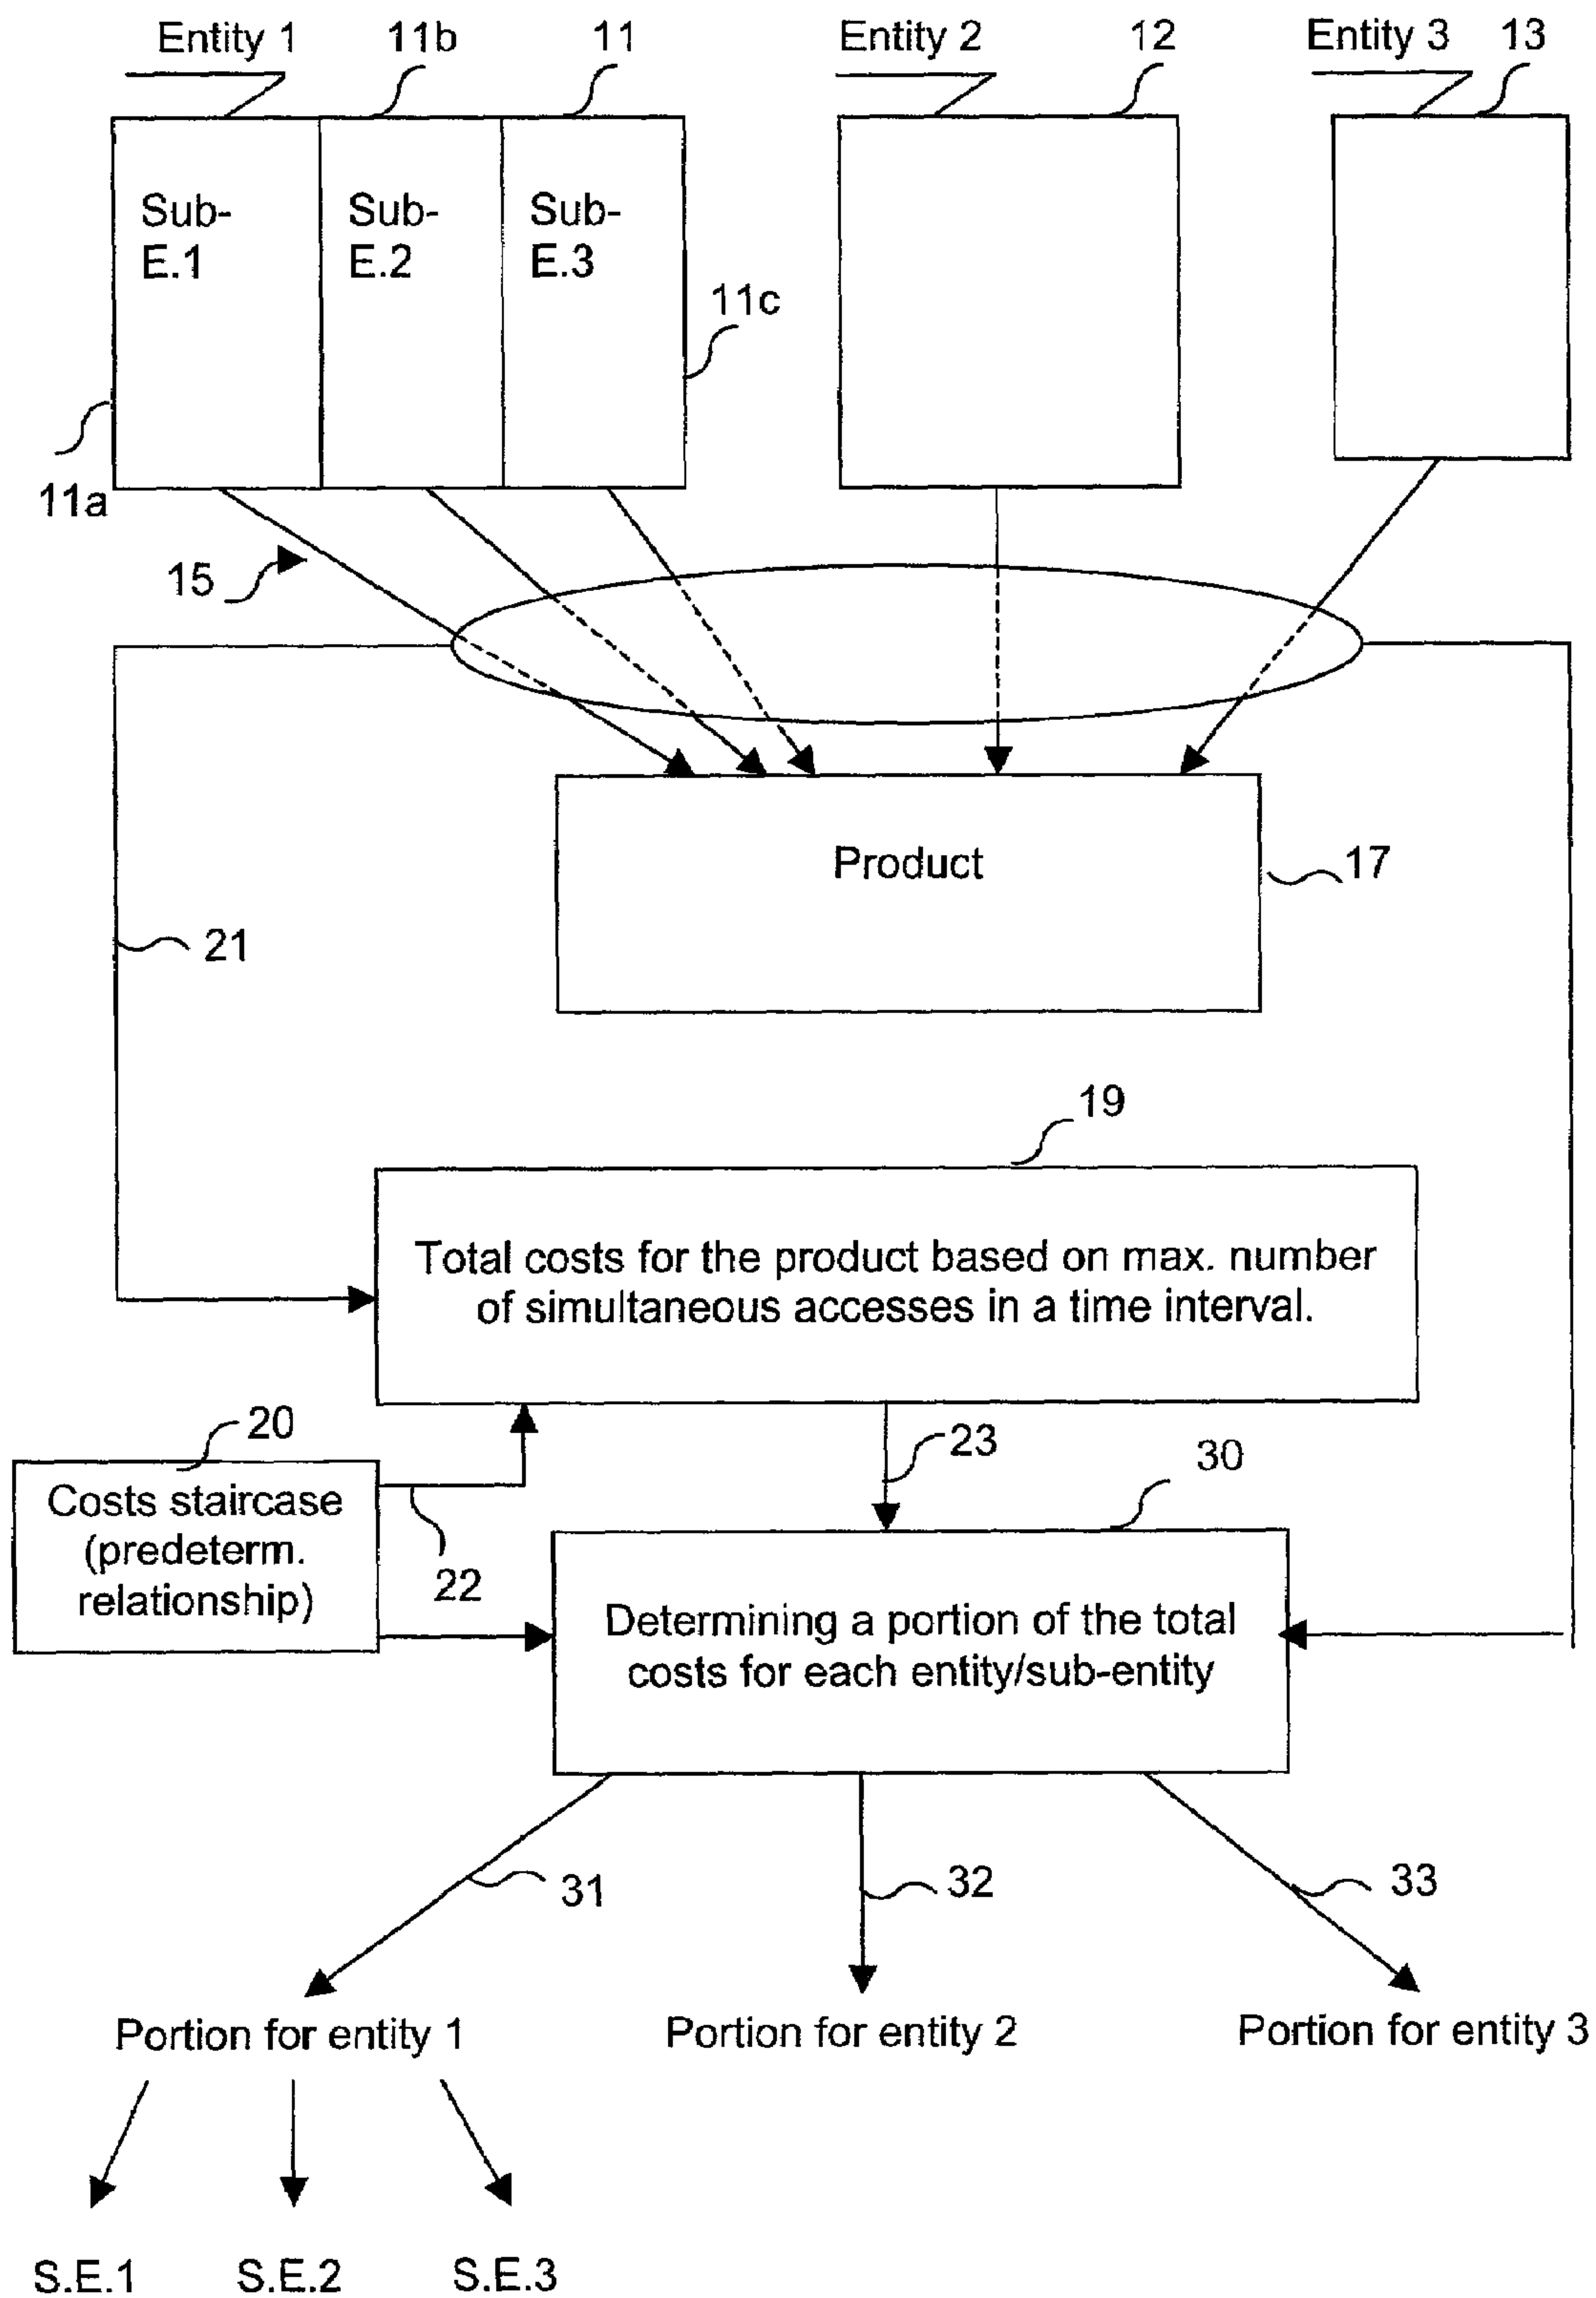 Entity 1
11b
11
Entity 2
12
Entity 3
13
Sub-
E.1
Sub-
E.2
Sub-
E.3
11c
11a
15
Product
17
21
19
Total costs for the product based on max. number
of simultaneous accesses in a time interval.
20
23
30
Costs staircase
(predeterm.
relationship)
22
Determining a portion of the total
costs for each entity/sub-entity
31
32
33
Portion for entity 1
Portion for entity 2
Portion for entity 3
S.E.1
S.E.2
S.E.3